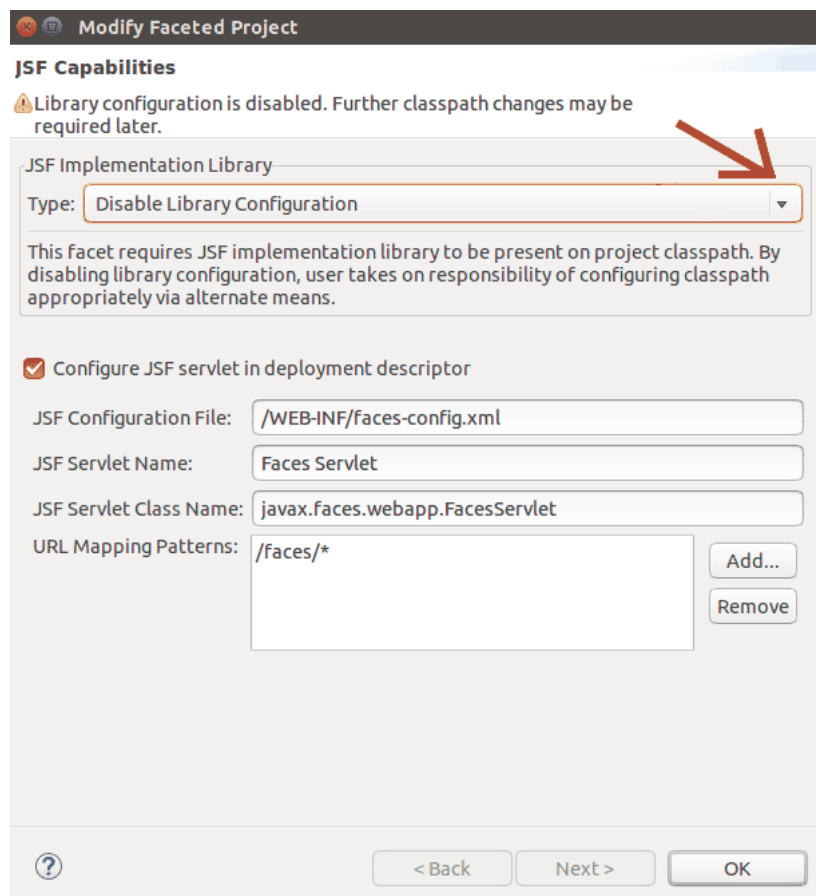 Modify Faceted Project
JSF Capabilities
Library configuration is disabled. Further classpath changes may be
required later.
JSF Implementation Library
Type: Disable Library Configuration
This facet requires JSF implementation library to be present on project classpath. By
disabling library configuration, user takes on responsibility of configuring classpath
appropriately via alternate means.
Configure JSF servlet in deployment descriptor
JSF Configuration File: /WEB-INF/faces-config.xml
JSF Servlet Name: Faces Servlet
JSF Servlet Class Name: javax.faces.webapp.FacesServlet
URL Mapping Patterns: /faces/*
Add...
Remove
? < Back Next > OK